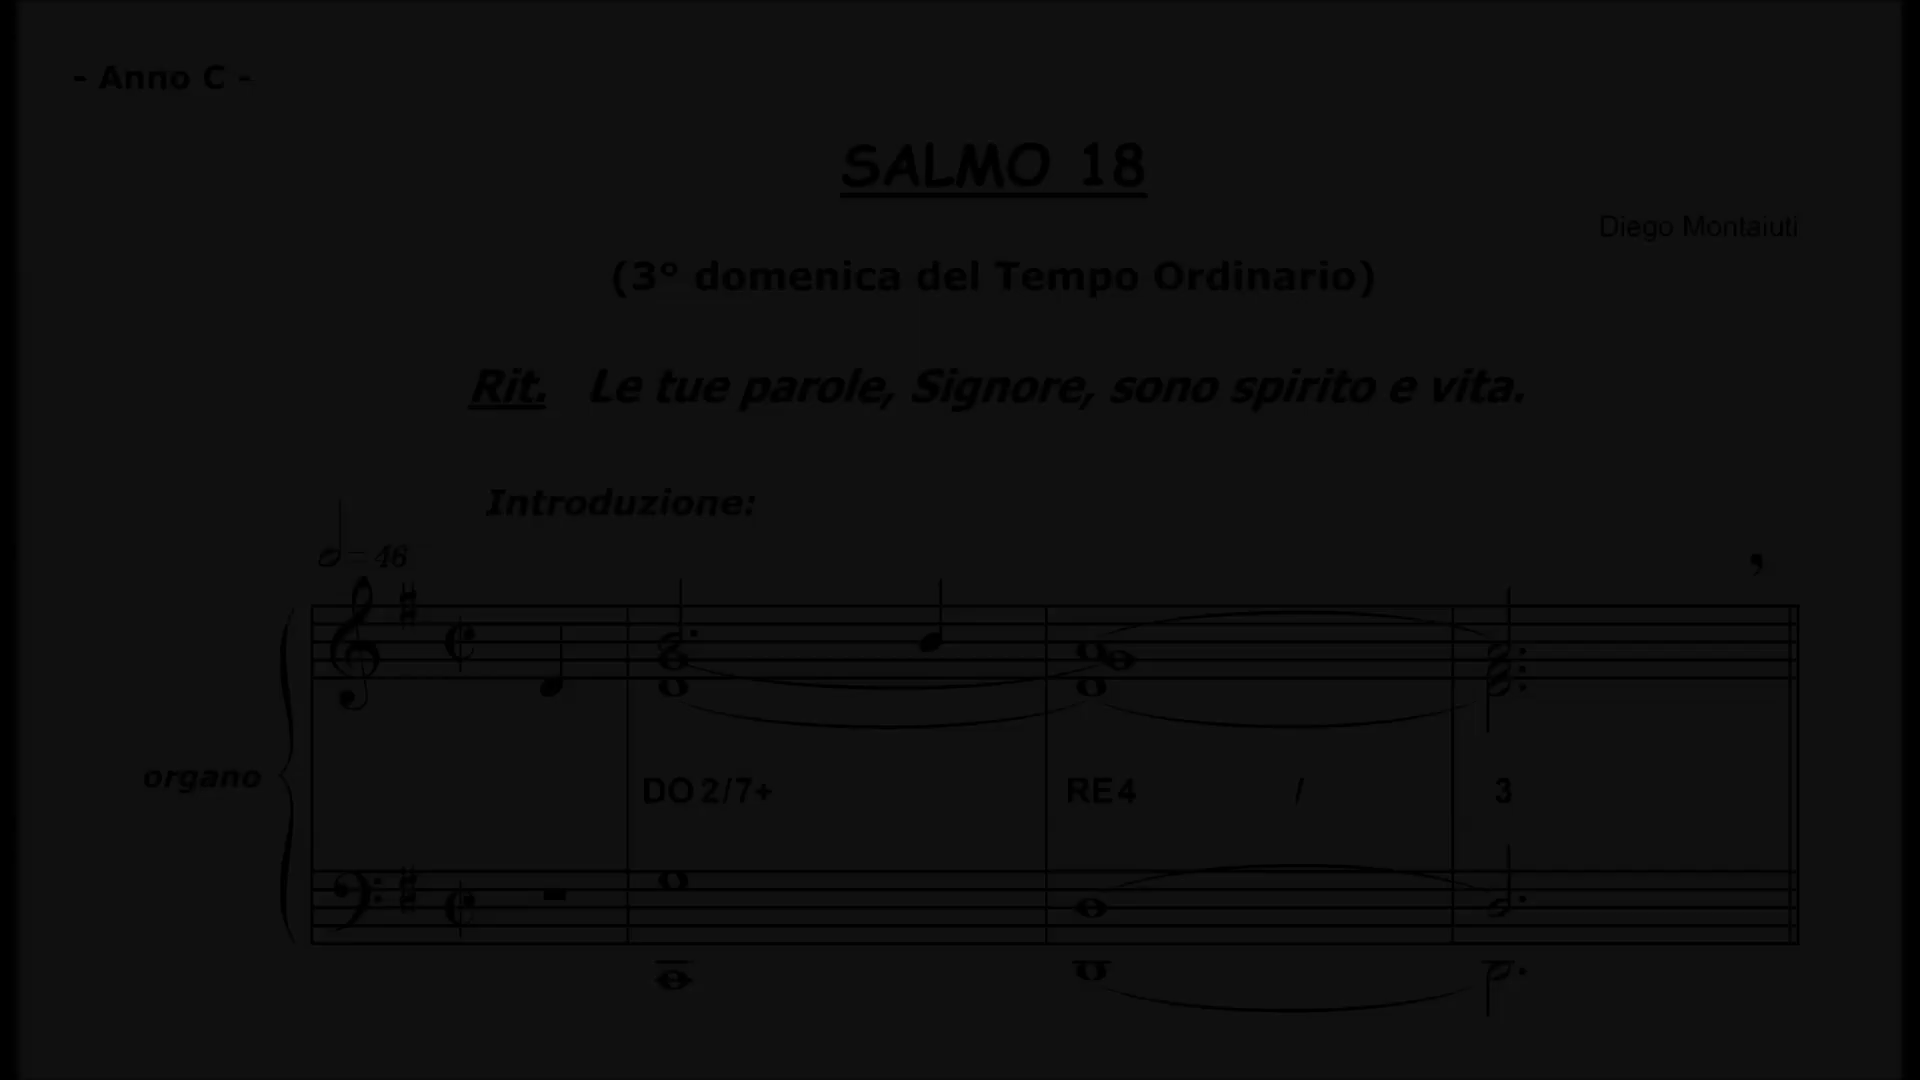 - Anno C -
SALMO 18
Diego Montaiuti
(3° domenica del Tempo Ordinario)
Rit. Le tue parole, Signore, sono spirito e vita.
Introduzione:
= 46
organo
DO 2/7+ RE 4 / 3